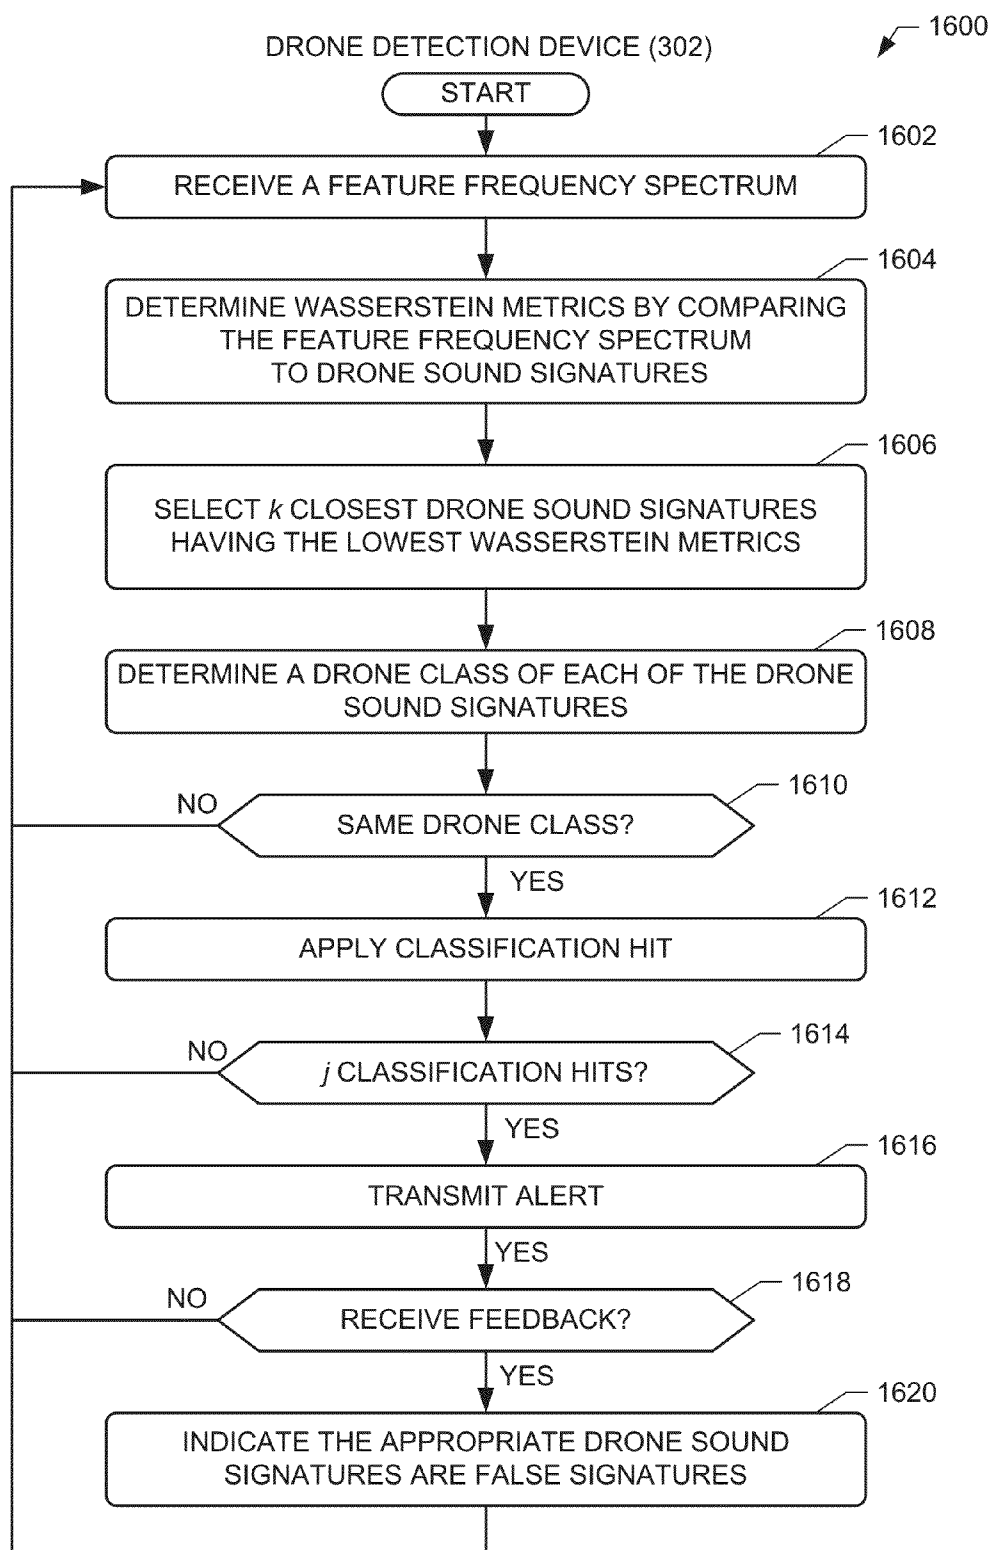 1600
DRONE DETECTION DEVICE (302)
START
1602
RECEIVE A FEATURE FREQUENCY SPECTRUM
1604
DETERMINE WASSERSTEIN METRICS BY COMPARING
THE FEATURE FREQUENCY SPECTRUM
TO DRONE SOUND SIGNATURES
1606
SELECT k CLOSEST DRONE SOUND SIGNATURES
HAVING THE LOWEST WASSERSTEIN METRICS
1608
DETERMINE A DRONE CLASS OF EACH OF THE DRONE
SOUND SIGNATURES
1610
NO
SAME DRONE CLASS?
YES
1612
APPLY CLASSIFICATION HIT
1614
NO
j CLASSIFICATION HITS?
YES
1616
TRANSMIT ALERT
YES
1618
NO
RECEIVE FEEDBACK?
YES
1620
INDICATE THE APPROPRIATE DRONE SOUND
SIGNATURES ARE FALSE SIGNATURES